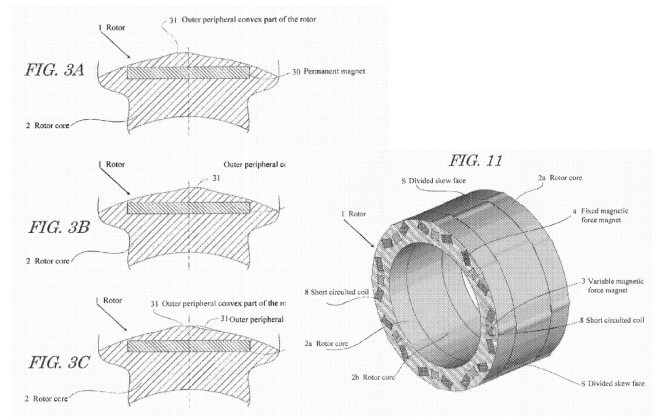 31 Outer peripheral convex part of the rotor
1 Rotor
FIG. 3A
30 Permanent magnet
2 Rotor core
1 Rotor
Outer peripheral
31
FIG. 3B
2 Rotor core
31 Outer peripheral convex part of the
1 Rotor
31 Outer peripheral
FIG. 3C
2 Rotor core
FIG. 11
S Divided skew face
2a Rotor core
1 Rotor
4 Fixed magnetic
force magnet
3 Variable magnetic
force magnet
8 Short circuited coil
8 Short circuited coil
2a Rotor core
2b Rotor core
S Divided skew face